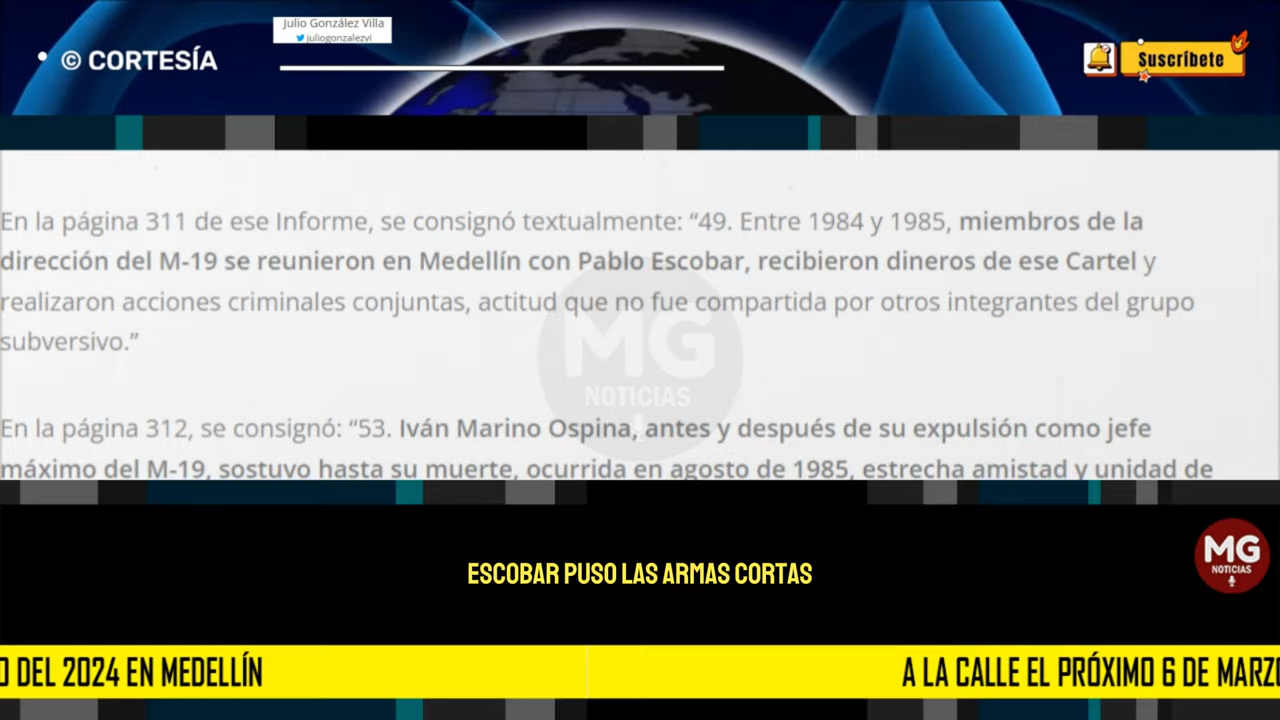 Julio González Villa
juliogonzalezvi
© CORTESÍA
Suscríbete
En la página 311 de ese Informe, se consignó textualmente: “49. Entre 1984 y 1985, miembros de la
dirección del M-19 se reunieron en Medellín con Pablo Escobar, recibieron dineros de ese Cartel y
realizaron acciones criminales conjuntas, actitud que no fue compartida por otros integrantes del grupo
subversivo.”
MG
NOTICIAS
En la página 312, se consignó: “53. Iván Marino Ospina, antes y después de su expulsión como jefe
máximo del M-19, sostuvo hasta su muerte, ocurrida en agosto de 1985, estrecha amistad y unidad de
MG
NOTICIAS
ESCOBAR PUSO LAS ARMAS CORTAS
O DEL 2024 EN MEDELLÍN
A LA CALLE EL PRÓXIMO 6 DE MARZO